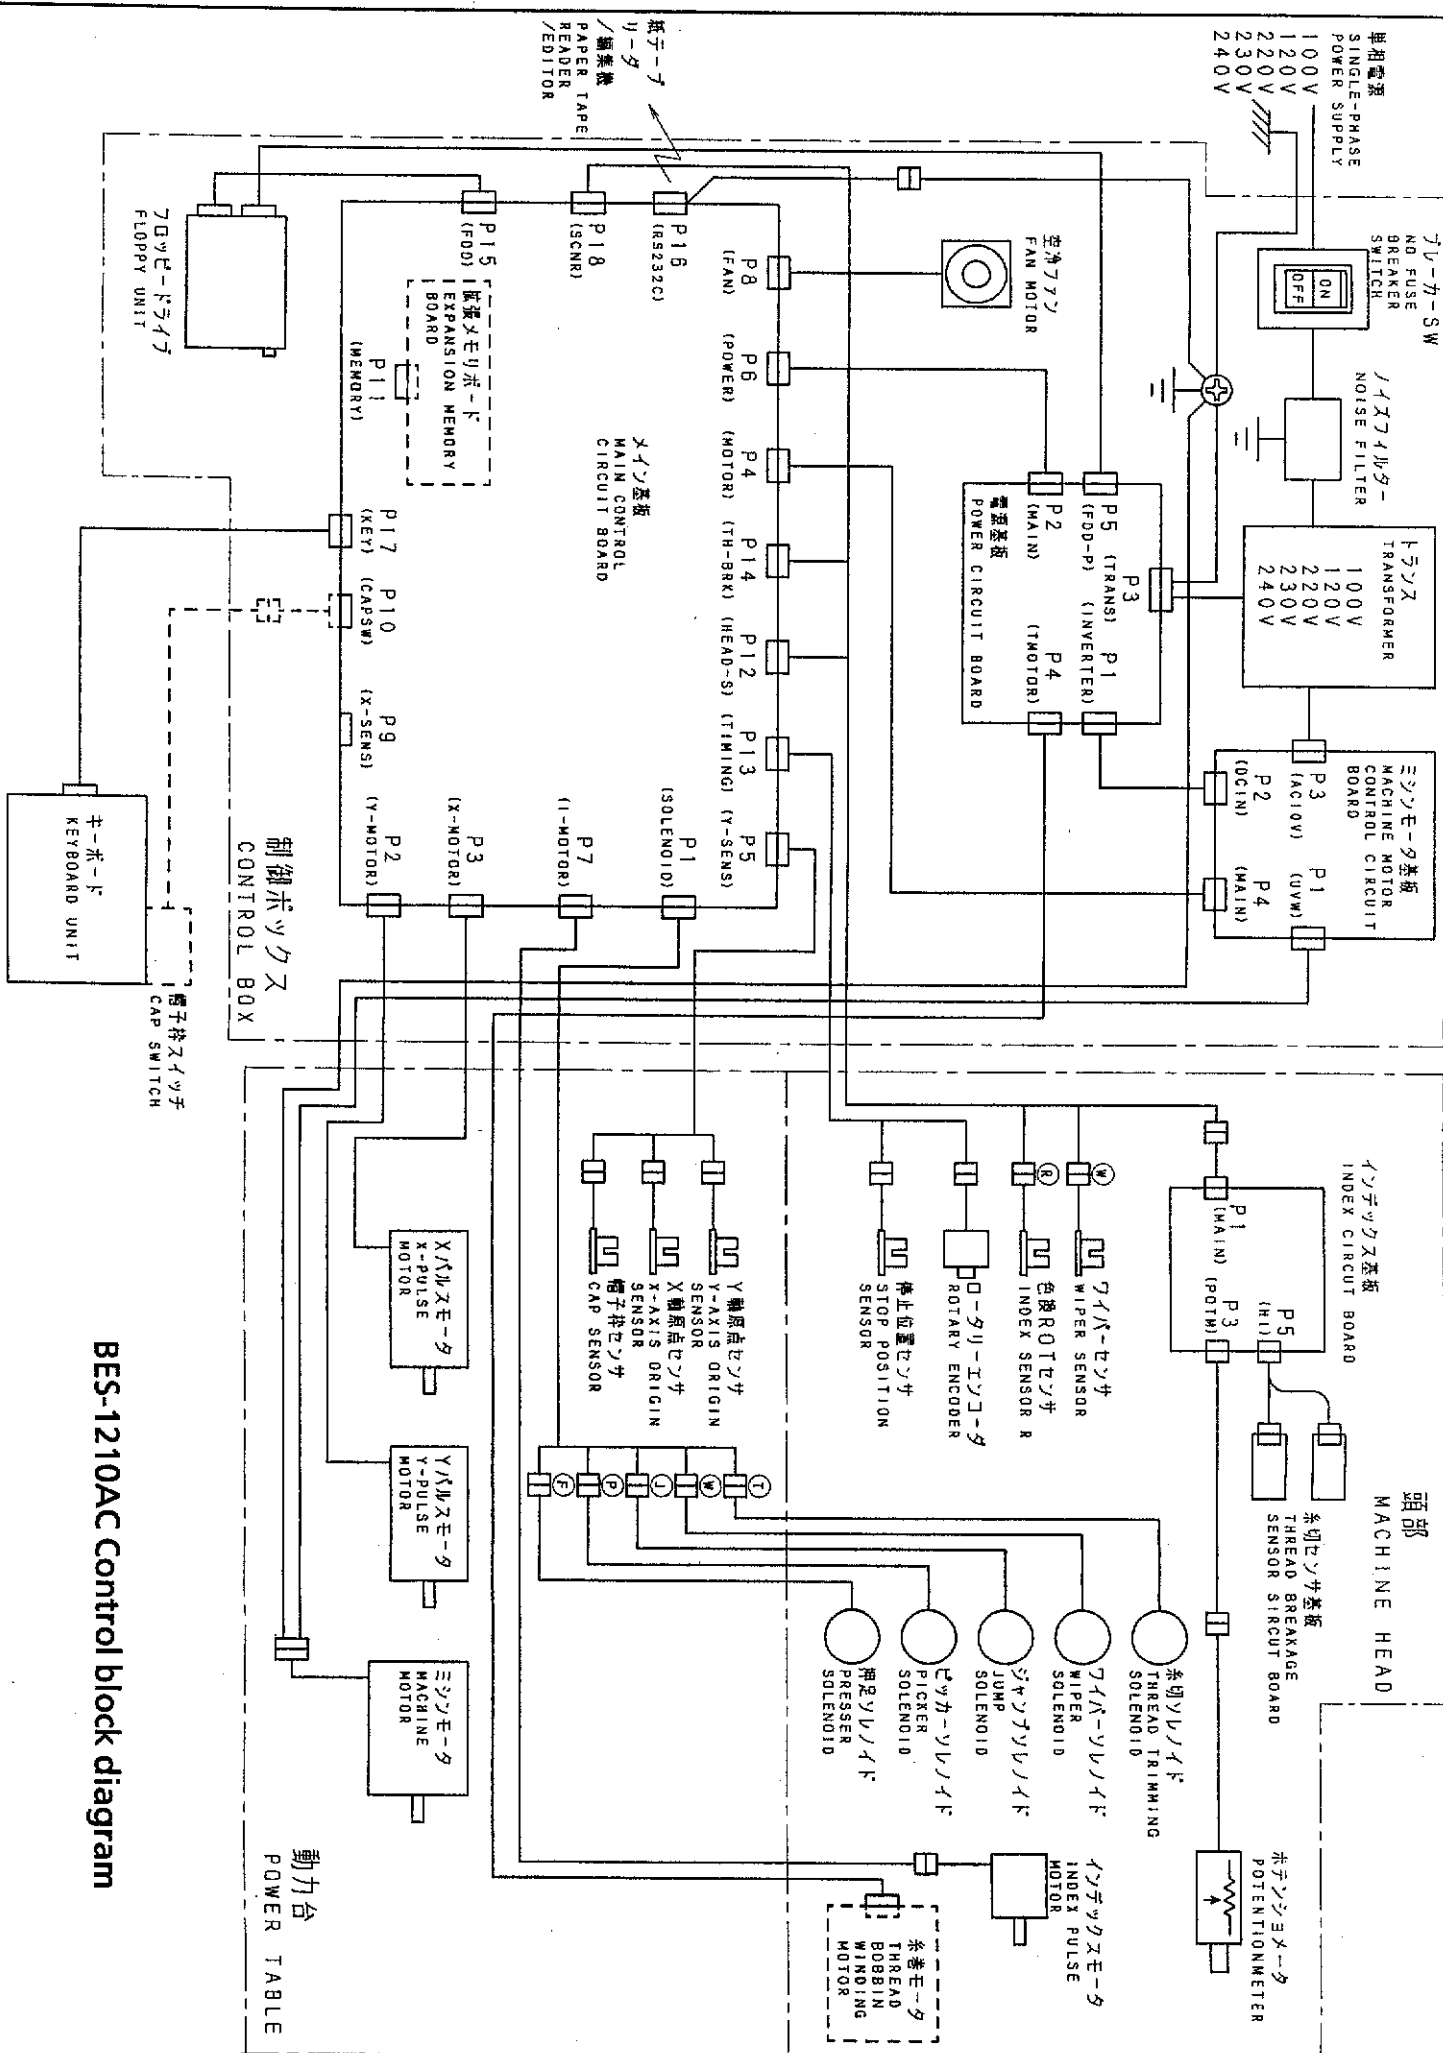 単相電源
SINGLE-PHASE
POWER SUPPLY
100V
120V
220V
230V
240V
ブレーカーSW
NO FUSE
BREAKER
SWITCH
ON
OFF
ノイズフィルター
NOISE FILTER
トランス
TRANSFORMER
100V
120V
220V
230V
240V
ミシンモータ基板
MACHINE MOTOR
CONTROL CIRCUIT
BOARD
P3
(AC10V)
P1
(UVW)
P2
(DCIN)
P4
(MAIN)
インデックス基板
INDEX CIRCUIT BOARD
P1
(MAIN)
P5
(HI)
P3
(POTM)
頭部
MACHINE HEAD
糸切センサ基板
THREAD BREAKAGE
SENSOR SIRCUT BOARD
ポテンショメータ
POTENTIONMETER
紙テープ
リータ
/編集機
PAPER TAPE
READER
/EDITOR
空冷ファン
FAN MOTOR
P3
(TRANS)
P5
(FDD-P)
P1
(INVERTER)
P2
(MAIN)
P4
(TMOTOR)
電源基板
POWER CIRCUIT BOARD
W
ワイパーセンサ
WIPER SENSOR
R
色換ROTセンサ
INDEX SENSOR R
ロータリーエンコーダ
ROTARY ENCODER
停止位置センサ
STOP POSITION
SENSOR
糸切ソレノイド
THREAD TRIMMING
SOLENOID
ワイパーソレノイド
WIPER
SOLENOID
ジャンプソレノイド
JUMP
SOLENOID
ピッカーソレノイド
PICKER
SOLENOID
押足ソレノイド
PRESSER
SOLENOID
インデックスモータ
INDEX PULSE
MOTOR
糸巻モータ
THREAD
BOBBIN
WINDING
MOTOR
P16
(RS232C)
P8
(FAN)
P6
(POWER)
P4
(MOTOR)
P14
(TH-BRK)
P12
(HEAD-S)
P13
(TIMING)
P5
(Y-SENS)
P18
(SCNR)
P15
(FDD)
メイン基板
MAIN CONTROL
CIRCUIT BOARD
拡張メモリボード
EXPANSION MEMORY
BOARD
P11
(MEMORY)
P1
(SOLENOID)
P7
(I-MOTOR)
P3
(X-MOTOR)
P2
(Y-MOTOR)
P17
(KEY)
P10
(CAPSW)
P9
(X-SENS)
フロッピードライブ
FLOPPY UNIT
Y軸原点センサ
Y-AXIS ORIGIN
SENSOR
X軸原点センサ
X-AXIS ORIGIN
SENSOR
帽子枠センサ
CAP SENSOR
T
W
J
P
F
制御ボックス
CONTROL BOX
キーボード
KEYBOARD UNIT
帽子枠スイッチ
CAP SWITCH
Xパルスモータ
X-PULSE
MOTOR
Yパルスモータ
Y-PULSE
MOTOR
ミシンモータ
MACHINE
MOTOR
動力台
POWER TABLE
BES-1210AC Control block diagram